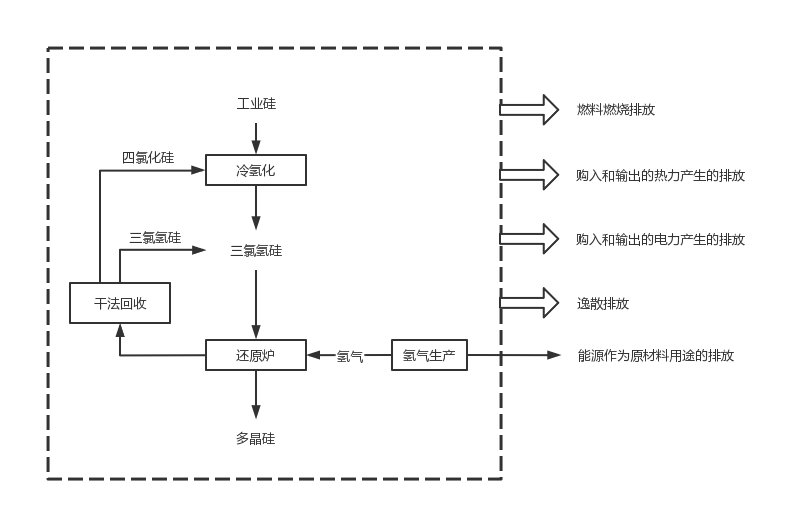 工业硅
燃料燃烧排放
四氯化硅
冷氢化
购入和输出的热力产生的排放
三氯氢硅
三氯氢硅
购入和输出的电力产生的排放
干法回收
逸散排放
还原炉
氢气
氢气生产
能源作为原材料用途的排放
多晶硅